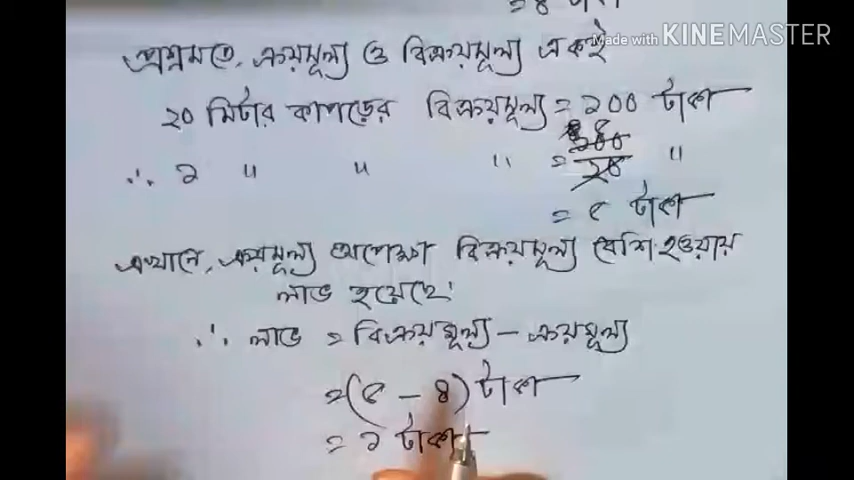 = ৪ টাকা
Made with KINEMASTER
প্রশ্নমতে, ক্রয়মূল্য ও বিক্রয়মূল্য একই
২০ মিটার কাপড়ের বিক্রয়মূল্য = ১০০ টাকা
∴ ১ " " " = ১০০/২০ "
= ৫ টাকা
এখানে, ক্রয়মূল্য অপেক্ষা বিক্রয়মূল্য বেশি হওয়ায়
লাভ হয়েছে।
∴ লাভ = বিক্রয়মূল্য - ক্রয়মূল্য
= (৫ - ৪) টাকা
= ১ টাকা